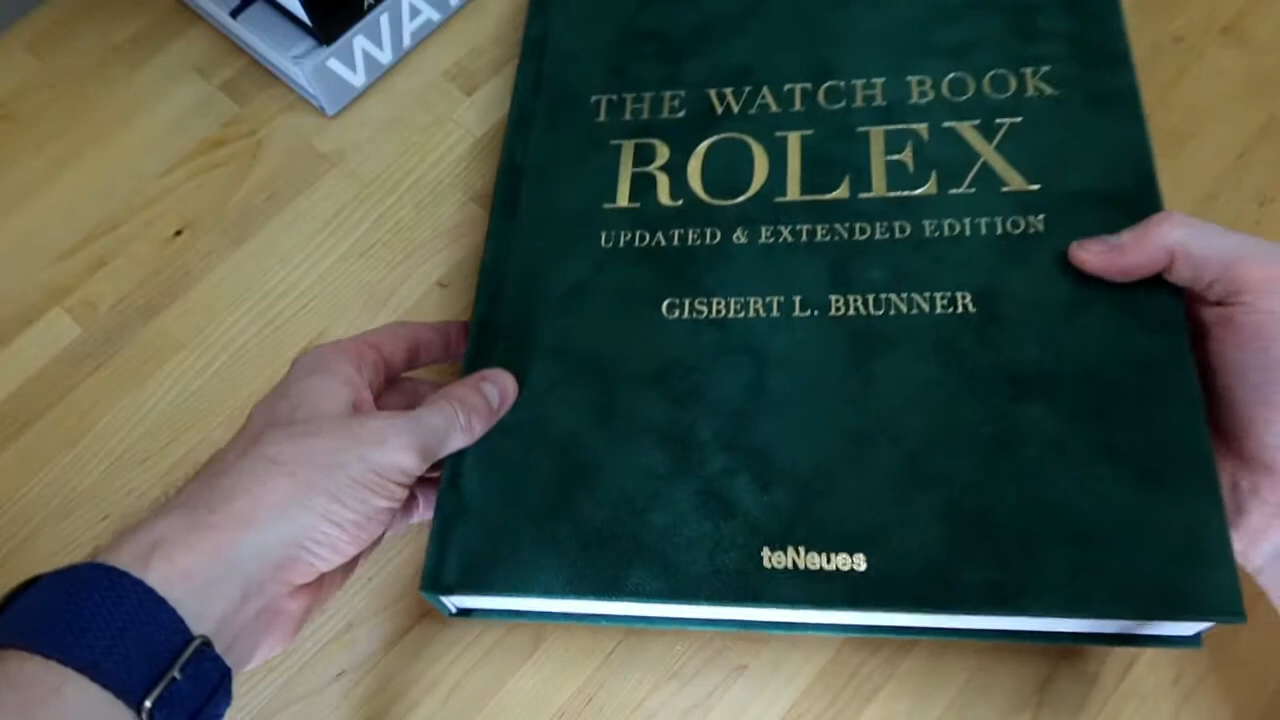 THE WATCH BOOK
ROLEX
UPDATED & EXTENDED EDITION
GISBERT L. BRUNNER
teNeues